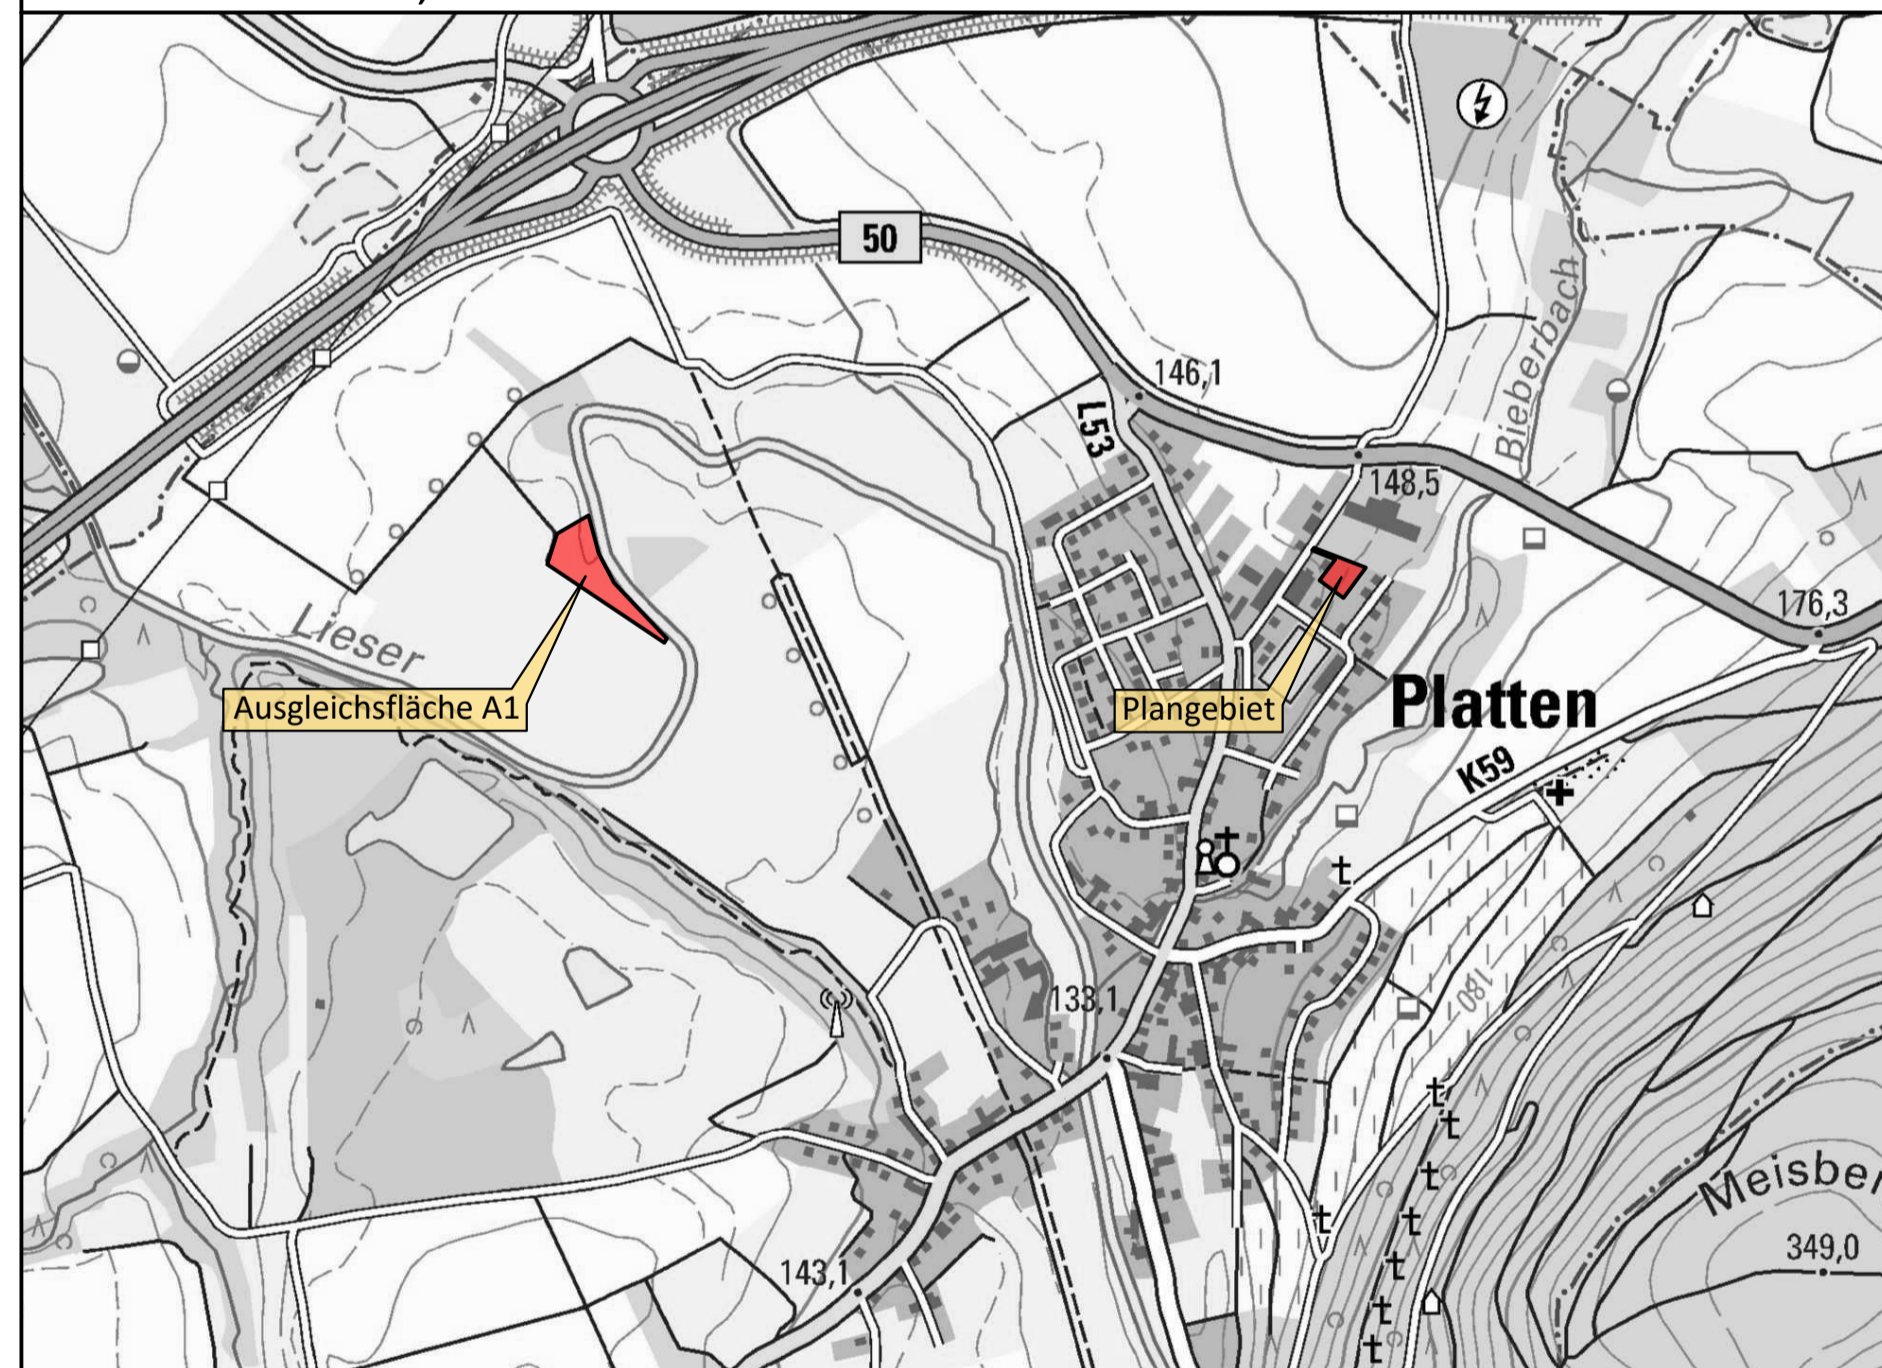 50
146,1
L53
Bieberbach
148,5
176,3
Lieser
Ausgleichsfläche A1
Plangebiet
Platten
K59
133,1
180
Meisber
349,0
143,1